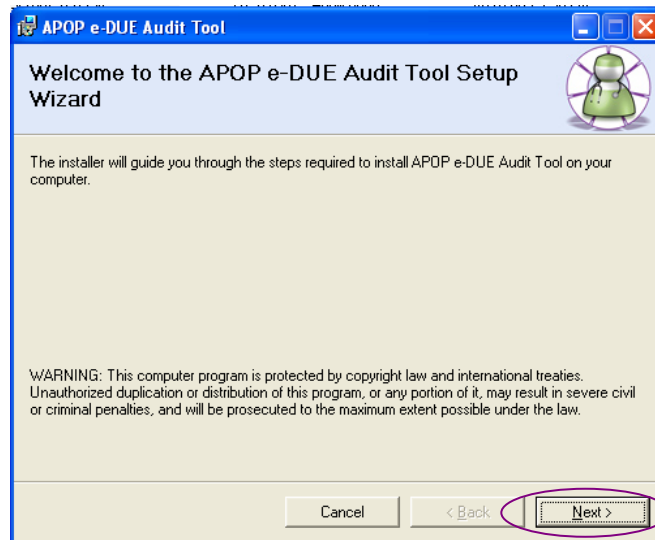 APOP e-DUE Audit Tool
Welcome to the APOP e-DUE Audit Tool Setup
Wizard
The installer will guide you through the steps required to install APOP e-DUE Audit Tool on your
computer.
WARNING: This computer program is protected by copyright law and international treaties.
Unauthorized duplication or distribution of this program, or any portion of it, may result in severe civil
or criminal penalties, and will be prosecuted to the maximum extent possible under the law.
Cancel < Back Next >